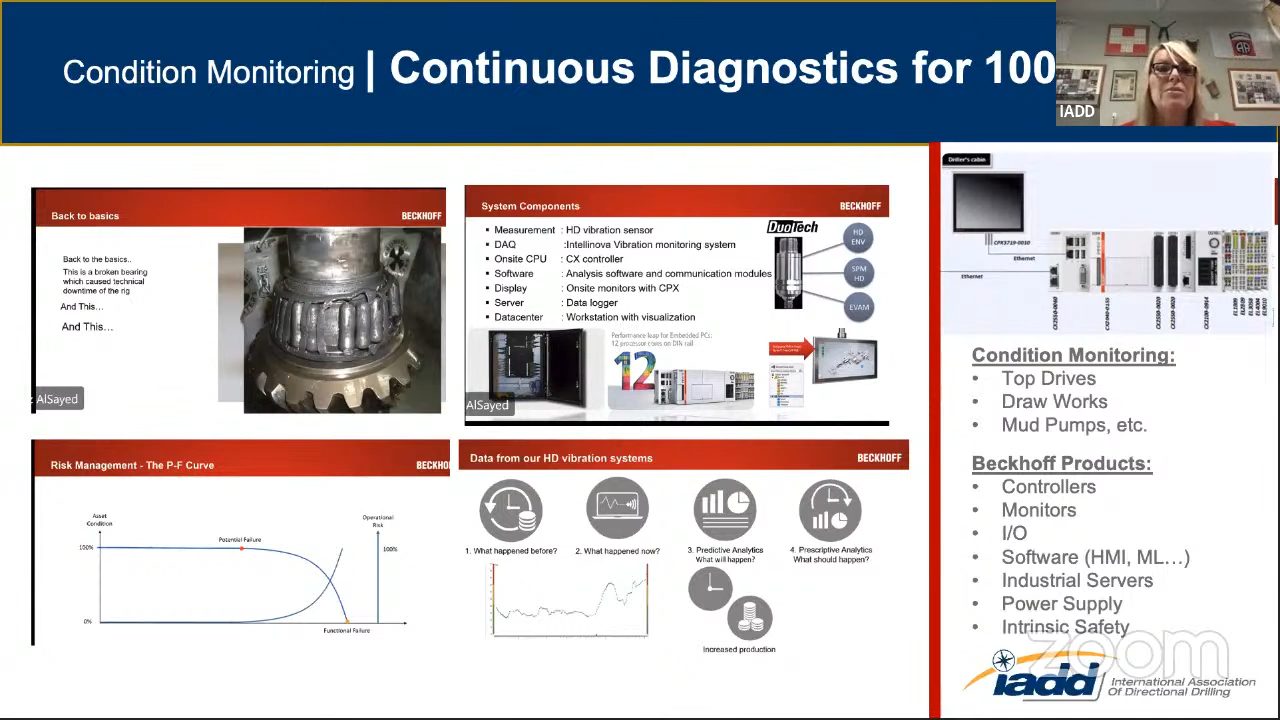 Condition Monitoring | Continuous Diagnostics for 100
IADD
Back to basics
BECKHOFF
Back to the basics..
This is a broken bearing
which caused technical
downtime of the rig
And This…
And This…
AlSayed
System Components
BECKHOFF
▪ Measurement : HD vibration sensor
▪ DAQ :Intellinova Vibration monitoring system
▪ Onsite CPU : CX controller
▪ Software : Analysis software and communication modules
▪ Display : Onsite monitors with CPX
▪ Server : Data logger
▪ Datacenter : Workstation with visualization
DuoTech
HD
ENV
SPM
HD
EVAM
Performance leap for Embedded PCs:
12 processor cores on DIN rail
12
AlSayed
Risk Management - The P-F Curve
BECKHO
Asset
Condition
100%
0%
Potential Failure
Operational
Risk
100%
Functional Failure
Data from our HD vibration systems
BECKHOFF
1. What happened before?
2. What happened now?
3. Predictive Analytics
What will happen?
4. Prescriptive Analytics
What should happen?
Increased production
Driller's cabin
CPX3719-0010
Ethernet
Ethernet
Condition Monitoring:
• Top Drives
• Draw Works
• Mud Pumps, etc.
Beckhoff Products:
• Controllers
• Monitors
• I/O
• Software (HMI, ML…)
• Industrial Servers
• Power Supply
• Intrinsic Safety
zoom
iadd
International Association
Of Directional Drilling